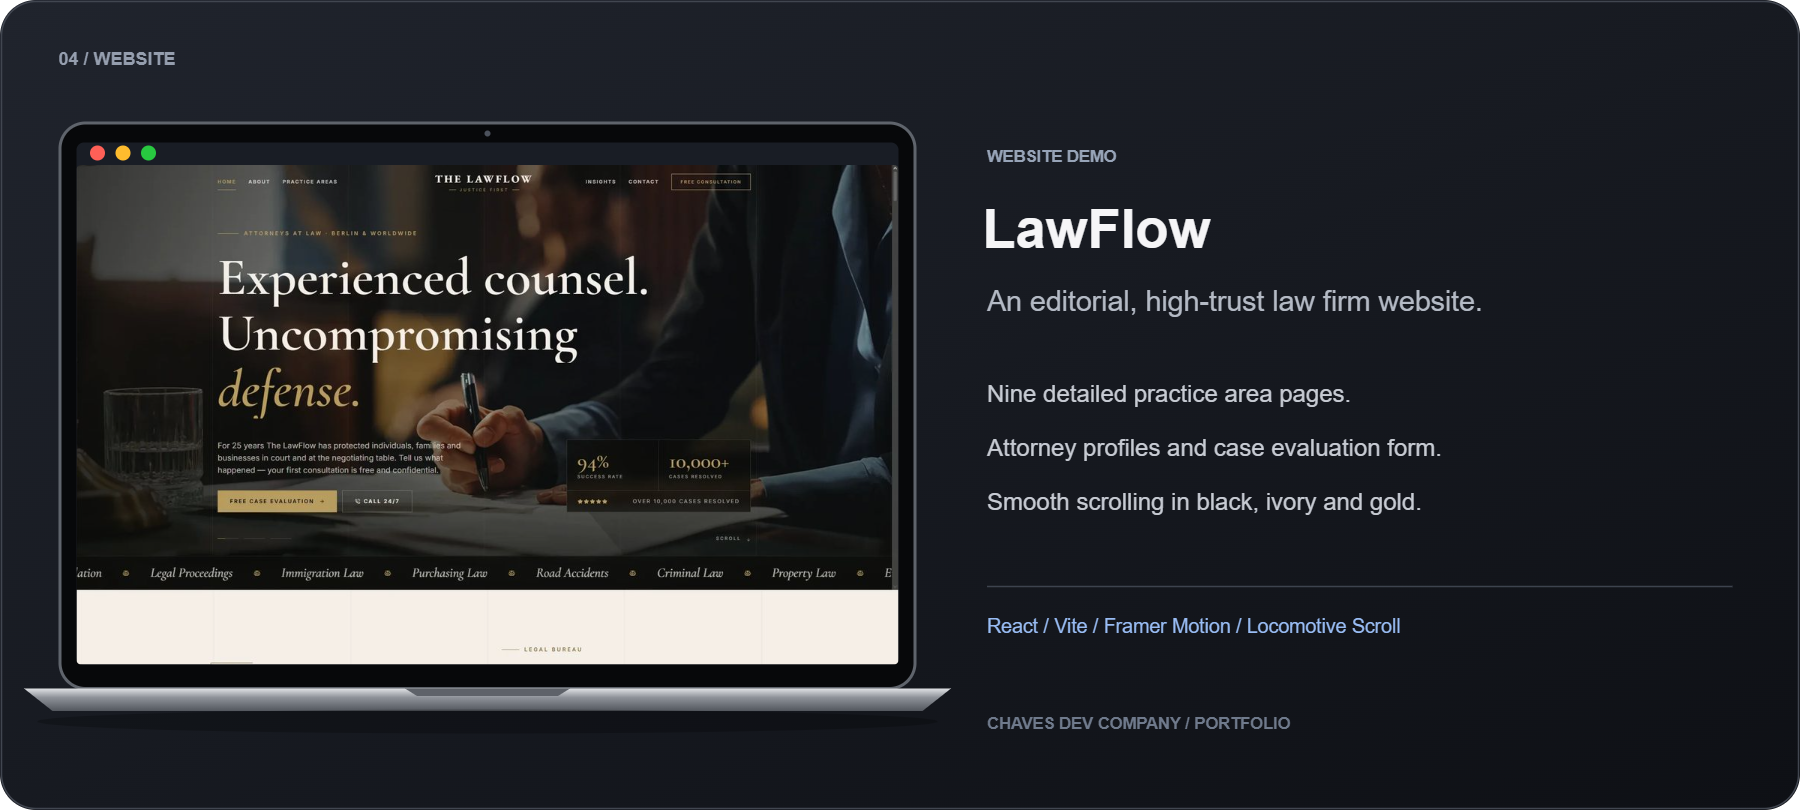 04 / WEBSITE
HOME ABOUT PRACTICE AREAS
THE LAWFLOW
JUSTICE FIRST
INSIGHTS CONTACT FREE CONSULTATION
ATTORNEYS AT LAW · BERLIN & WORLDWIDE
Experienced counsel.
Uncompromising
defense.
For 25 years The LawFlow has protected individuals, families and
businesses in court and at the negotiating table. Tell us what
happened — your first consultation is free and confidential.
FREE CASE EVALUATION → CALL 24/7
94% 10,000+
SUCCESS RATE CASES RESOLVED
★★★★★ OVER 10,000 CASES RESOLVED
SCROLL ↓
ation Legal Proceedings Immigration Law Purchasing Law Road Accidents Criminal Law Property Law E
LEGAL BUREAU
WEBSITE DEMO
LawFlow
An editorial, high-trust law firm website.
Nine detailed practice area pages.
Attorney profiles and case evaluation form.
Smooth scrolling in black, ivory and gold.
React / Vite / Framer Motion / Locomotive Scroll
CHAVES DEV COMPANY / PORTFOLIO